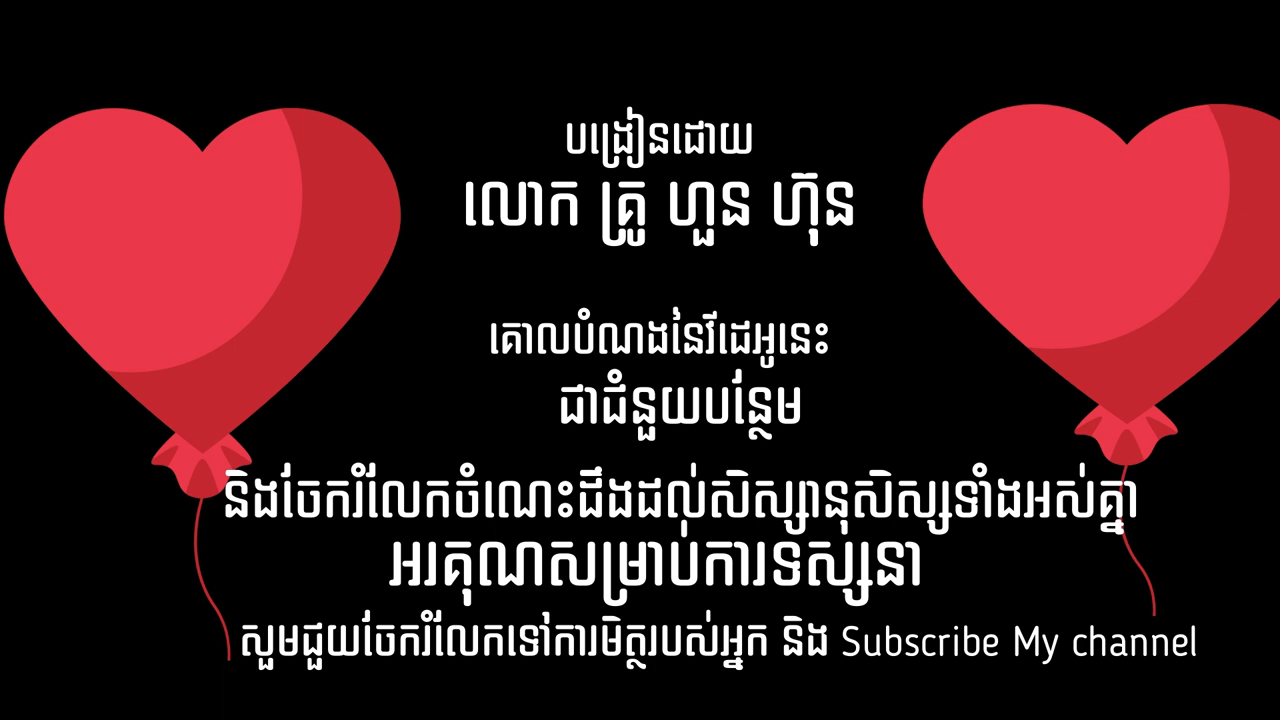 បង្រៀនដោយ
លោក គ្រូ ហួន ហ៊ុន
គោលបំណងនៃវីដេអូនេះ
ជាជំនួយបន្ថែម
និងចែករំលែកចំណេះដឹងដល់សិស្សានុសិស្សទាំងអស់គ្នា
អរគុណសម្រាប់ការទស្សនា
សួមជួយចែករំលែកទៅការមិត្ថរបស់អ្នក និង Subscribe My channel